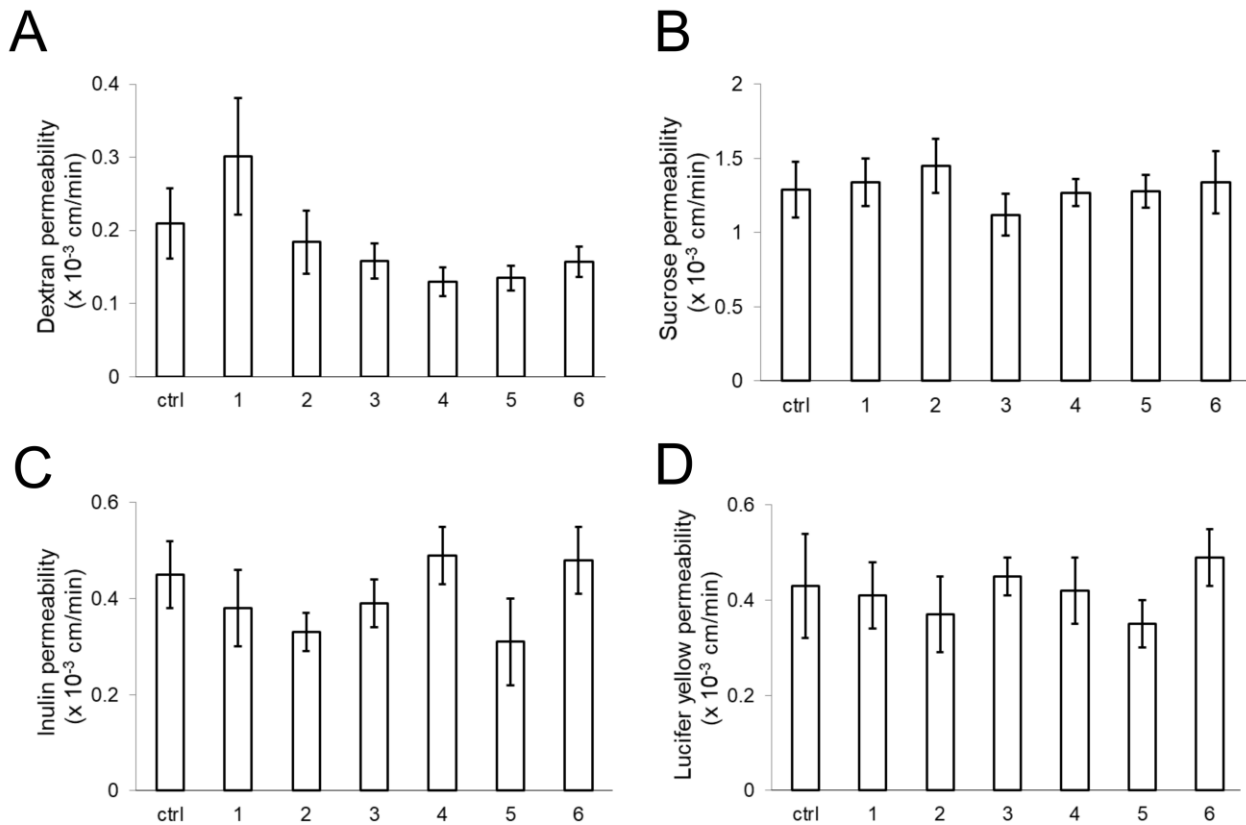 A
Dextran permeability
(x 10-3 cm/min)
0.4
0.3
0.2
0.1
0
ctrl 1 2 3 4 5 6
B
Sucrose permeability
(x 10-3 cm/min)
2
1.5
1
0.5
0
ctrl 1 2 3 4 5 6
C
Inulin permeability
(x 10-3 cm/min)
0.6
0.4
0.2
0
ctrl 1 2 3 4 5 6
D
Lucifer yellow permeability
(x 10-3 cm/min)
0.6
0.4
0.2
0
ctrl 1 2 3 4 5 6